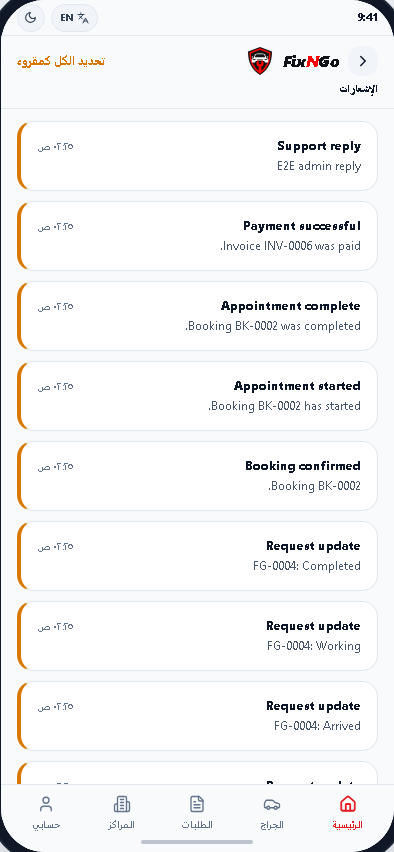 9:41
EN
FixNGo
تحديد الكل كمقروء
الإشعارات
Support reply
٠٢:٢٥ ص
E2E admin reply
Payment successful
٠٢:٢٥ ص
Invoice INV-0006 was paid.
Appointment complete
٠٢:٢٥ ص
Booking BK-0002 was completed.
Appointment started
٠٢:٢٥ ص
Booking BK-0002 has started.
Booking confirmed
٠٢:٢٥ ص
Booking BK-0002.
Request update
٠٢:٢٥ ص
FG-0004: Completed
Request update
٠٢:٢٥ ص
FG-0004: Working
Request update
٠٢:٢٥ ص
FG-0004: Arrived
الرئيسية
الجراج
الطلبات
المراكز
حسابي